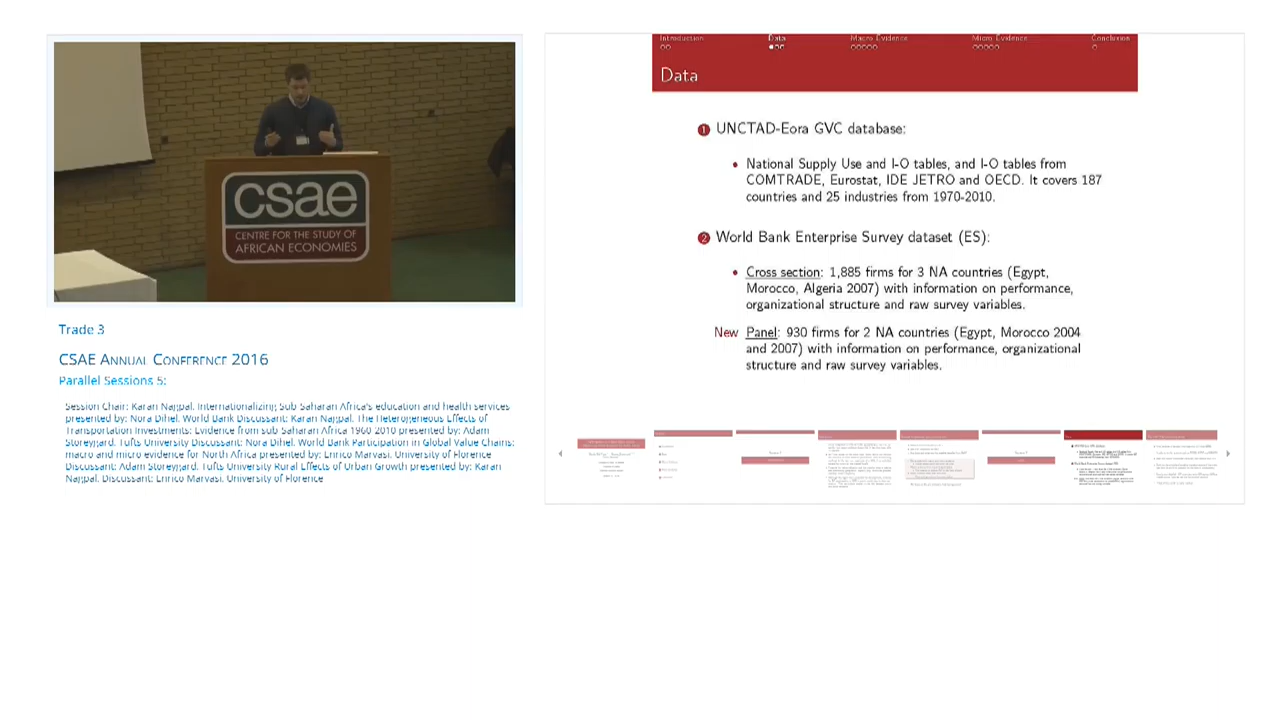 csae
CENTRE FOR THE STUDY OF
AFRICAN ECONOMIES
Trade 3
CSAE Annual Conference 2016
Parallel Sessions 5:
Session Chair: Karan Nagpal. Internationalizing Sub Saharan Africa's education and health services
presented by: Nora Dihel. World Bank Discussant: Karan Nagpal. The Heterogeneous Effects of
Transportation Investments: Evidence from sub Saharan Africa 1960 2010 presented by: Adam
Storeygard. Tufts University Discussant: Nora Dihel. World Bank Participation in Global Value Chains:
macro and micro evidence for North Africa presented by: Enrico Marvasi. University of Florence
Discussant: Adam Storeygard. Tufts University Rural Effects of Urban Growth presented by: Karan
Nagpal. Discussant: Enrico Marvasi. University of Florence
Introduction Data Macro Evidence Micro Evidence Conclusion
Data
1 UNCTAD-Eora GVC database:
• National Supply Use and I-O tables, and I-O tables from
COMTRADE, Eurostat, IDE JETRO and OECD. It covers 187
countries and 25 industries from 1970-2010.
2 World Bank Enterprise Survey dataset (ES):
• Cross section: 1,885 firms for 3 NA countries (Egypt,
Morocco, Algeria 2007) with information on performance,
organizational structure and raw survey variables.
New Panel: 930 firms for 2 NA countries (Egypt, Morocco 2004
and 2007) with information on performance, organizational
structure and raw survey variables.